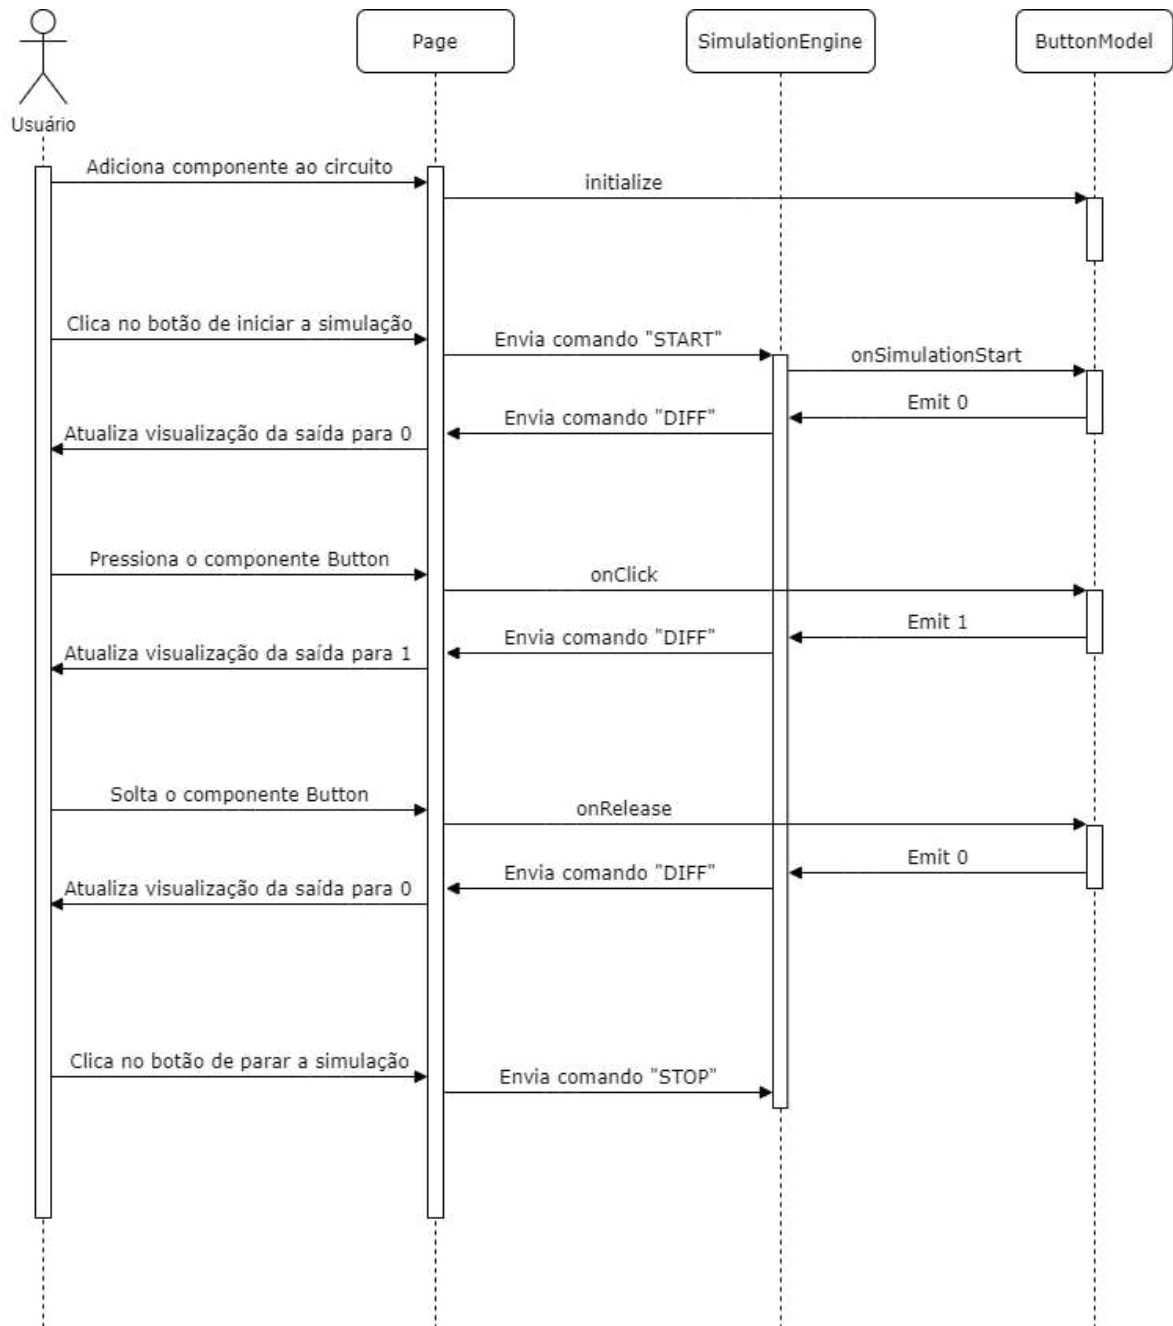 Usuário
Page
SimulationEngine
ButtonModel
Adiciona componente ao circuito
initialize
Clica no botão de iniciar a simulação
Envia comando "START"
onSimulationStart
Emit 0
Envia comando "DIFF"
Atualiza visualização da saída para 0
Pressiona o componente Button
onClick
Emit 1
Envia comando "DIFF"
Atualiza visualização da saída para 1
Solta o componente Button
onRelease
Emit 0
Envia comando "DIFF"
Atualiza visualização da saída para 0
Clica no botão de parar a simulação
Envia comando "STOP"